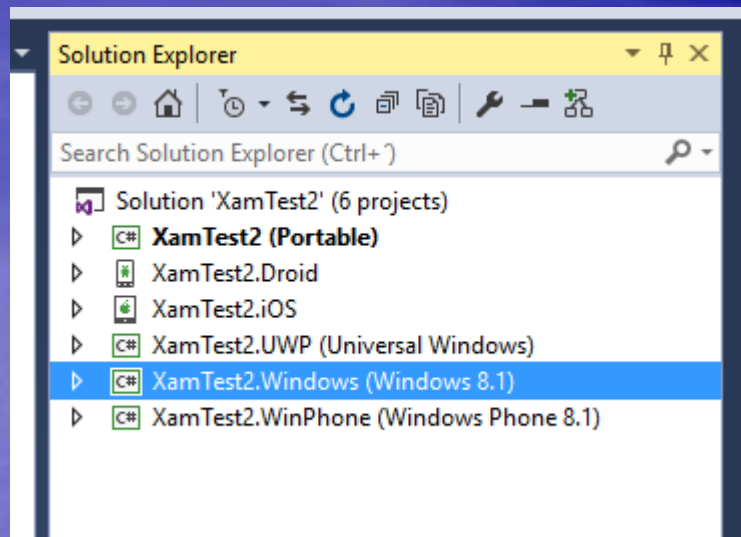 Solution Explorer
Search Solution Explorer (Ctrl+´)
Solution 'XamTest2' (6 projects)
C# XamTest2 (Portable)
XamTest2.Droid
XamTest2.iOS
C# XamTest2.UWP (Universal Windows)
C# XamTest2.Windows (Windows 8.1)
C# XamTest2.WinPhone (Windows Phone 8.1)